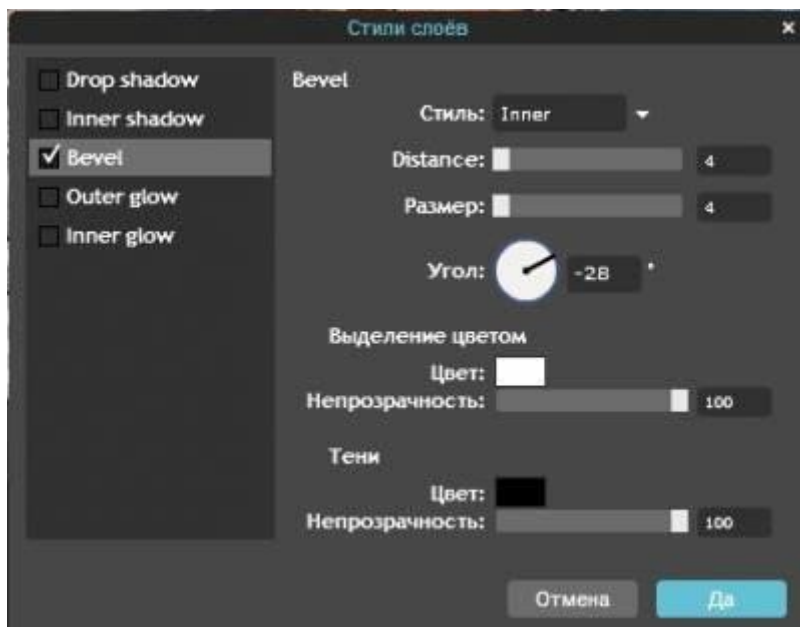 Стили слоёв
Drop shadow
Inner shadow
Bevel
Outer glow
Inner glow
Bevel
Стиль: Inner
Distance: 4
Размер: 4
Угол: -28 °
Выделение цветом
Цвет:
Непрозрачность: 100
Тени
Цвет:
Непрозрачность: 100
Отмена Да